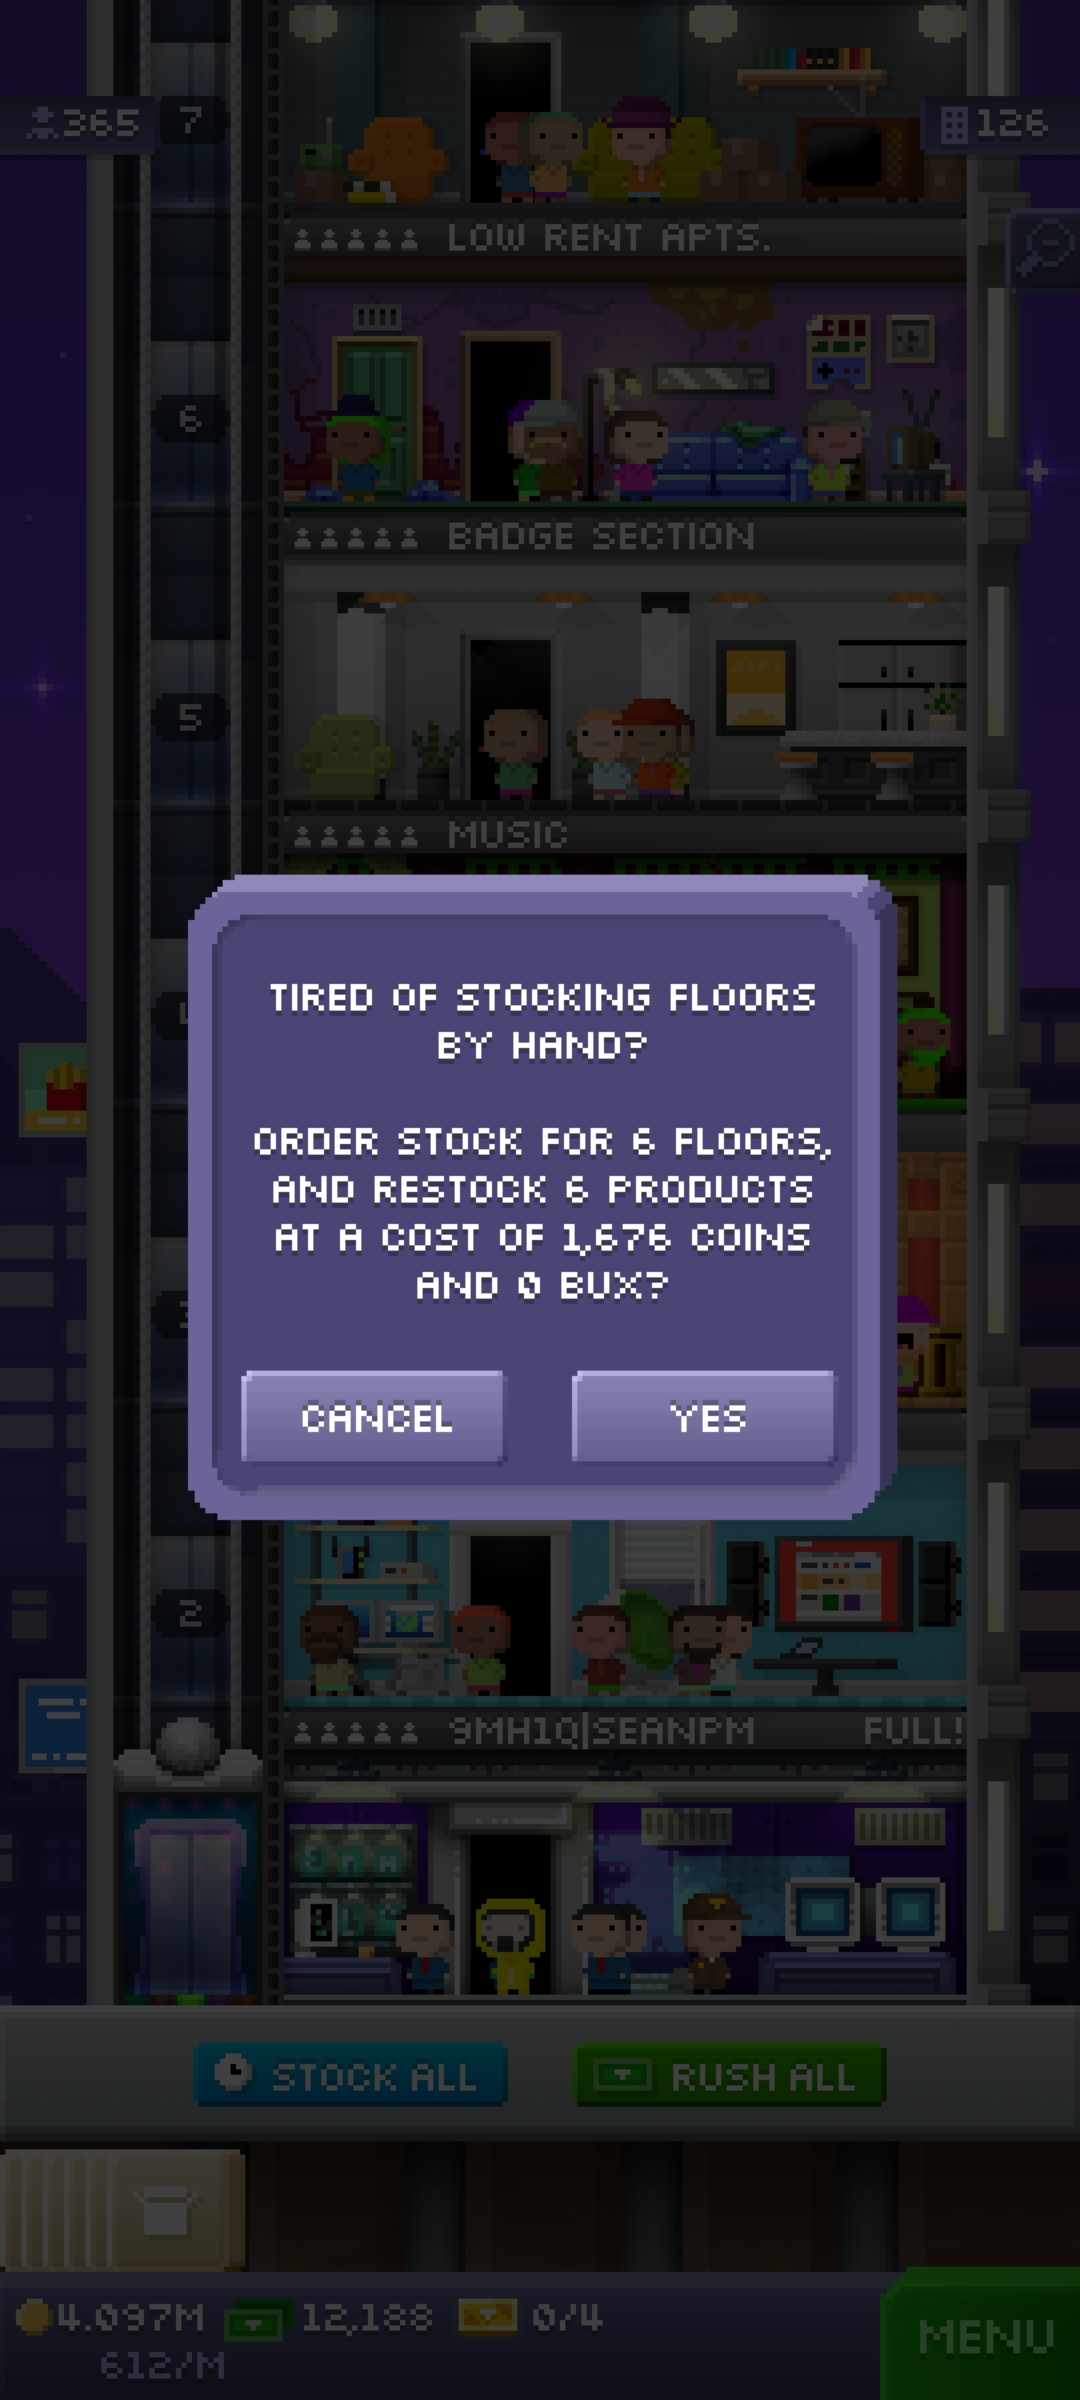 365
7
126
LOW RENT APTS.
6
BADGE SECTION
5
MUSIC
TIRED OF STOCKING FLOORS
BY HAND?
ORDER STOCK FOR 6 FLOORS,
AND RESTOCK 6 PRODUCTS
AT A COST OF 1,676 COINS
AND 0 BUX?
CANCEL
YES
2
9MH1Q|SEANPM
FULL!
STOCK ALL
RUSH ALL
4.097M
12,188
0/4
MENU
612/M